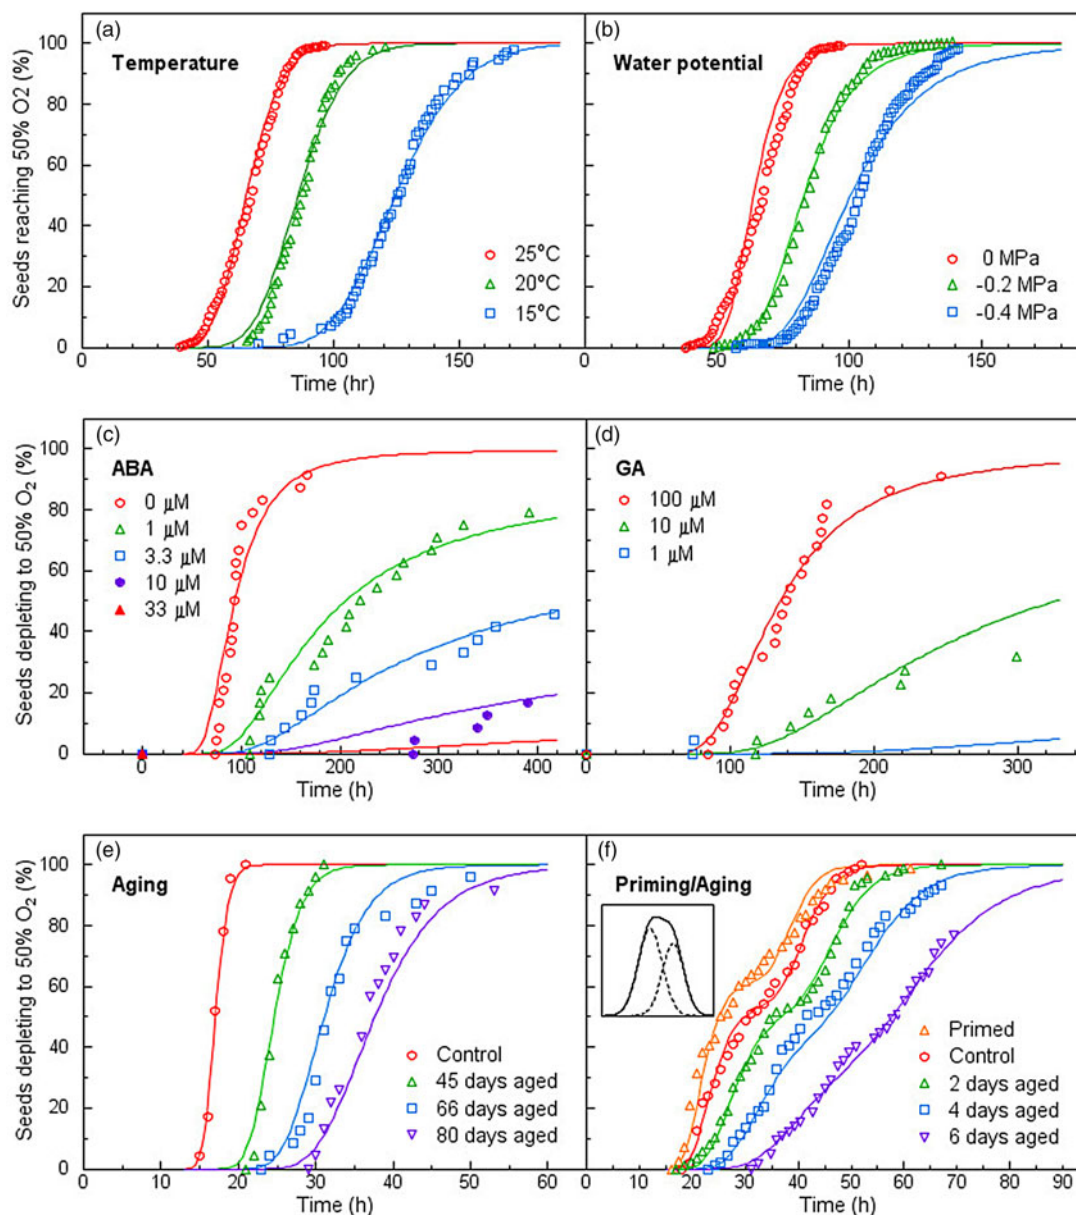 (a)
Temperature
Seeds reaching 50% O2 (%)
100
80
60
40
20
0
25°C
20°C
15°C
0
50
100
150
Time (hr)
(b)
Water potential
0 MPa
-0.2 MPa
-0.4 MPa
0
50
100
150
Time (h)
(c)
ABA
0 µM
1 µM
3.3 µM
10 µM
33 µM
Seeds depleting to 50% O₂ (%)
100
80
60
40
20
0
0
100
200
300
400
Time (h)
(d)
GA
100 µM
10 µM
1 µM
0
100
200
300
Time (h)
(e)
Aging
Seeds depleting to 50% O₂ (%)
100
80
60
40
20
0
Control
45 days aged
66 days aged
80 days aged
0
10
20
30
40
50
60
Time (h)
(f)
Priming/Aging
Primed
Control
2 days aged
4 days aged
6 days aged
0
10
20
30
40
50
60
70
80
90
Time (h)